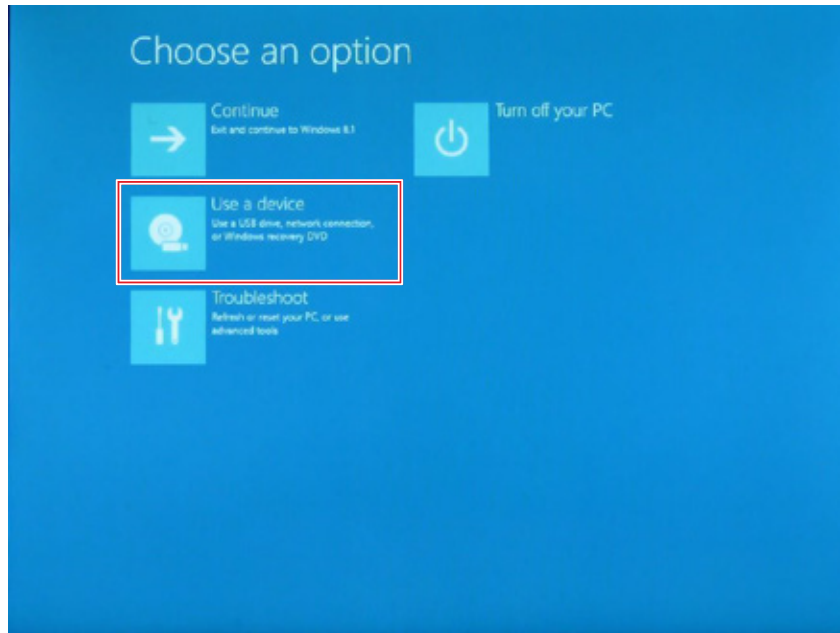 Choose an option
Continue
Exit and continue to Windows 8.1
Turn off your PC
Use a device
Use a USB drive, network connection,
or Windows recovery DVD
Troubleshoot
Refresh or reset your PC, or use
advanced tools